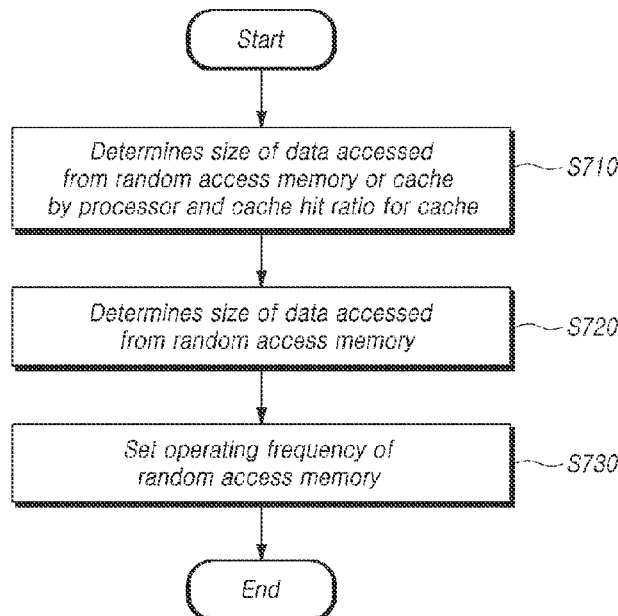 Start
Determines size of data accessed
from random access memory or cache
by processor and cache hit ratio for cache
S710
Determines size of data accessed
from random access memory
S720
Set operating frequency of
random access memory
S730
End